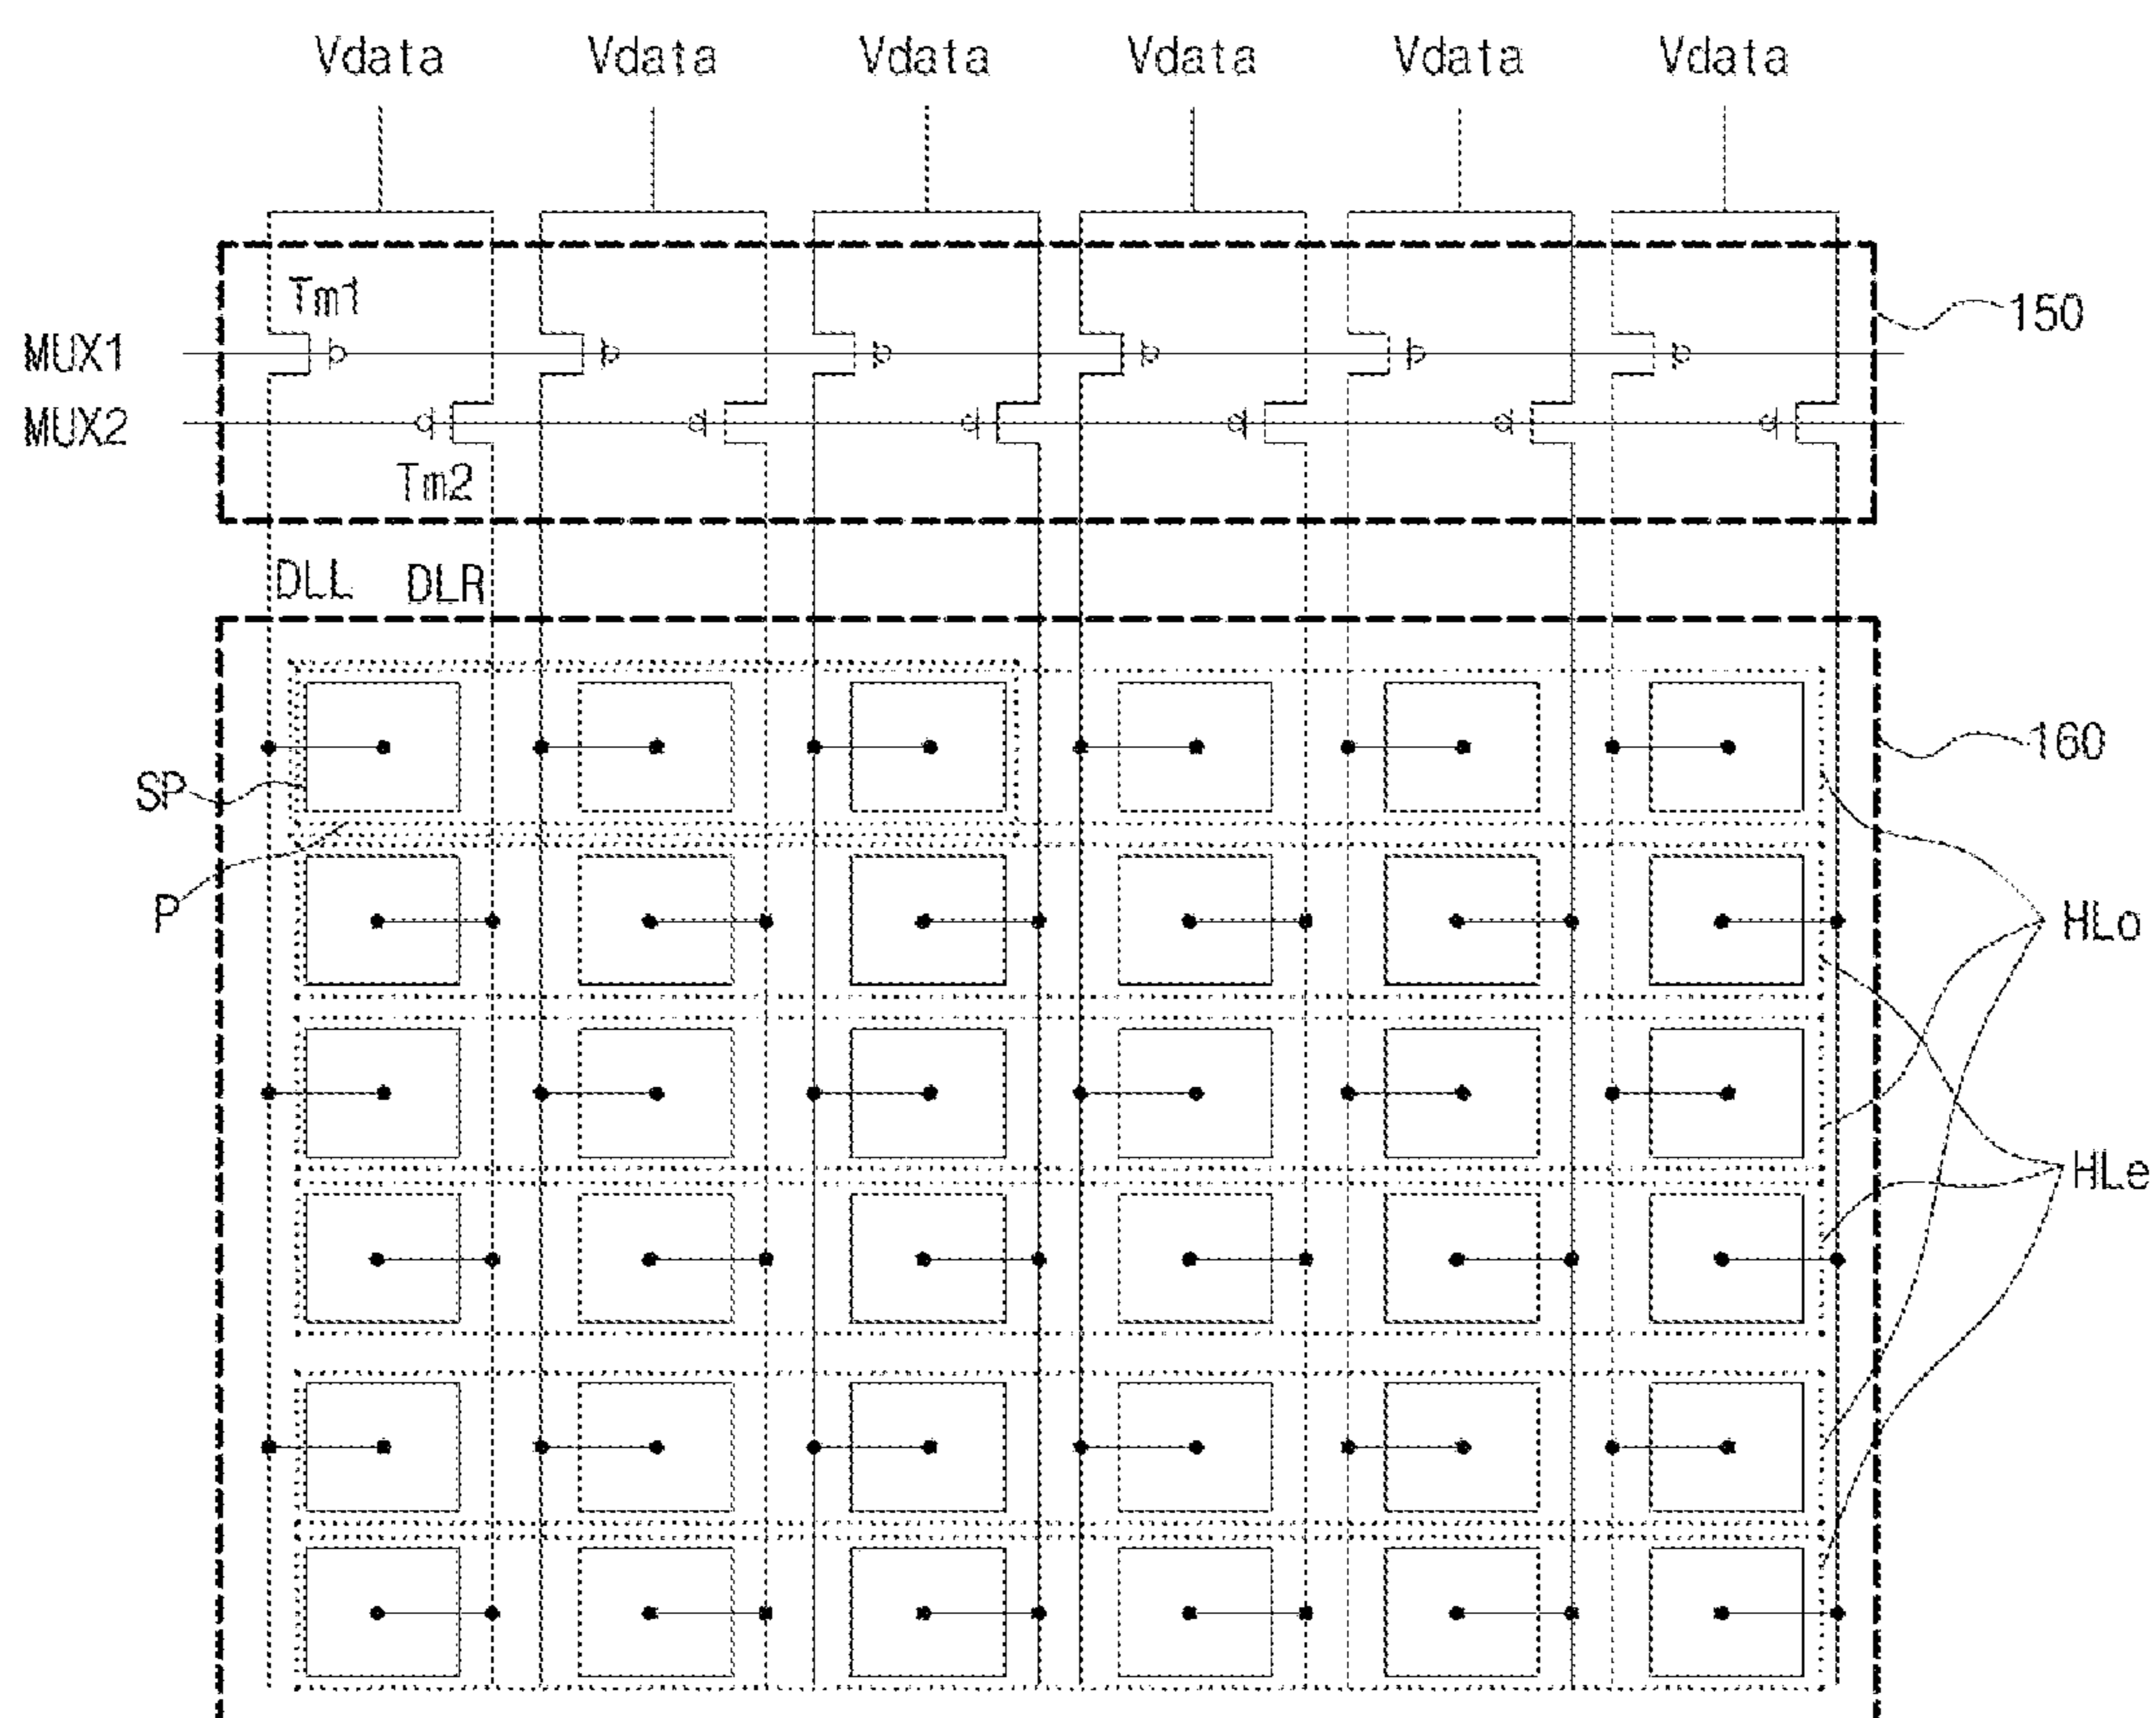 Vdata Vdata Vdata Vdata Vdata Vdata
Tm1
150
MUX1
MUX2
Tm2
DLL DLR
160
SP
P
HLo
HLe